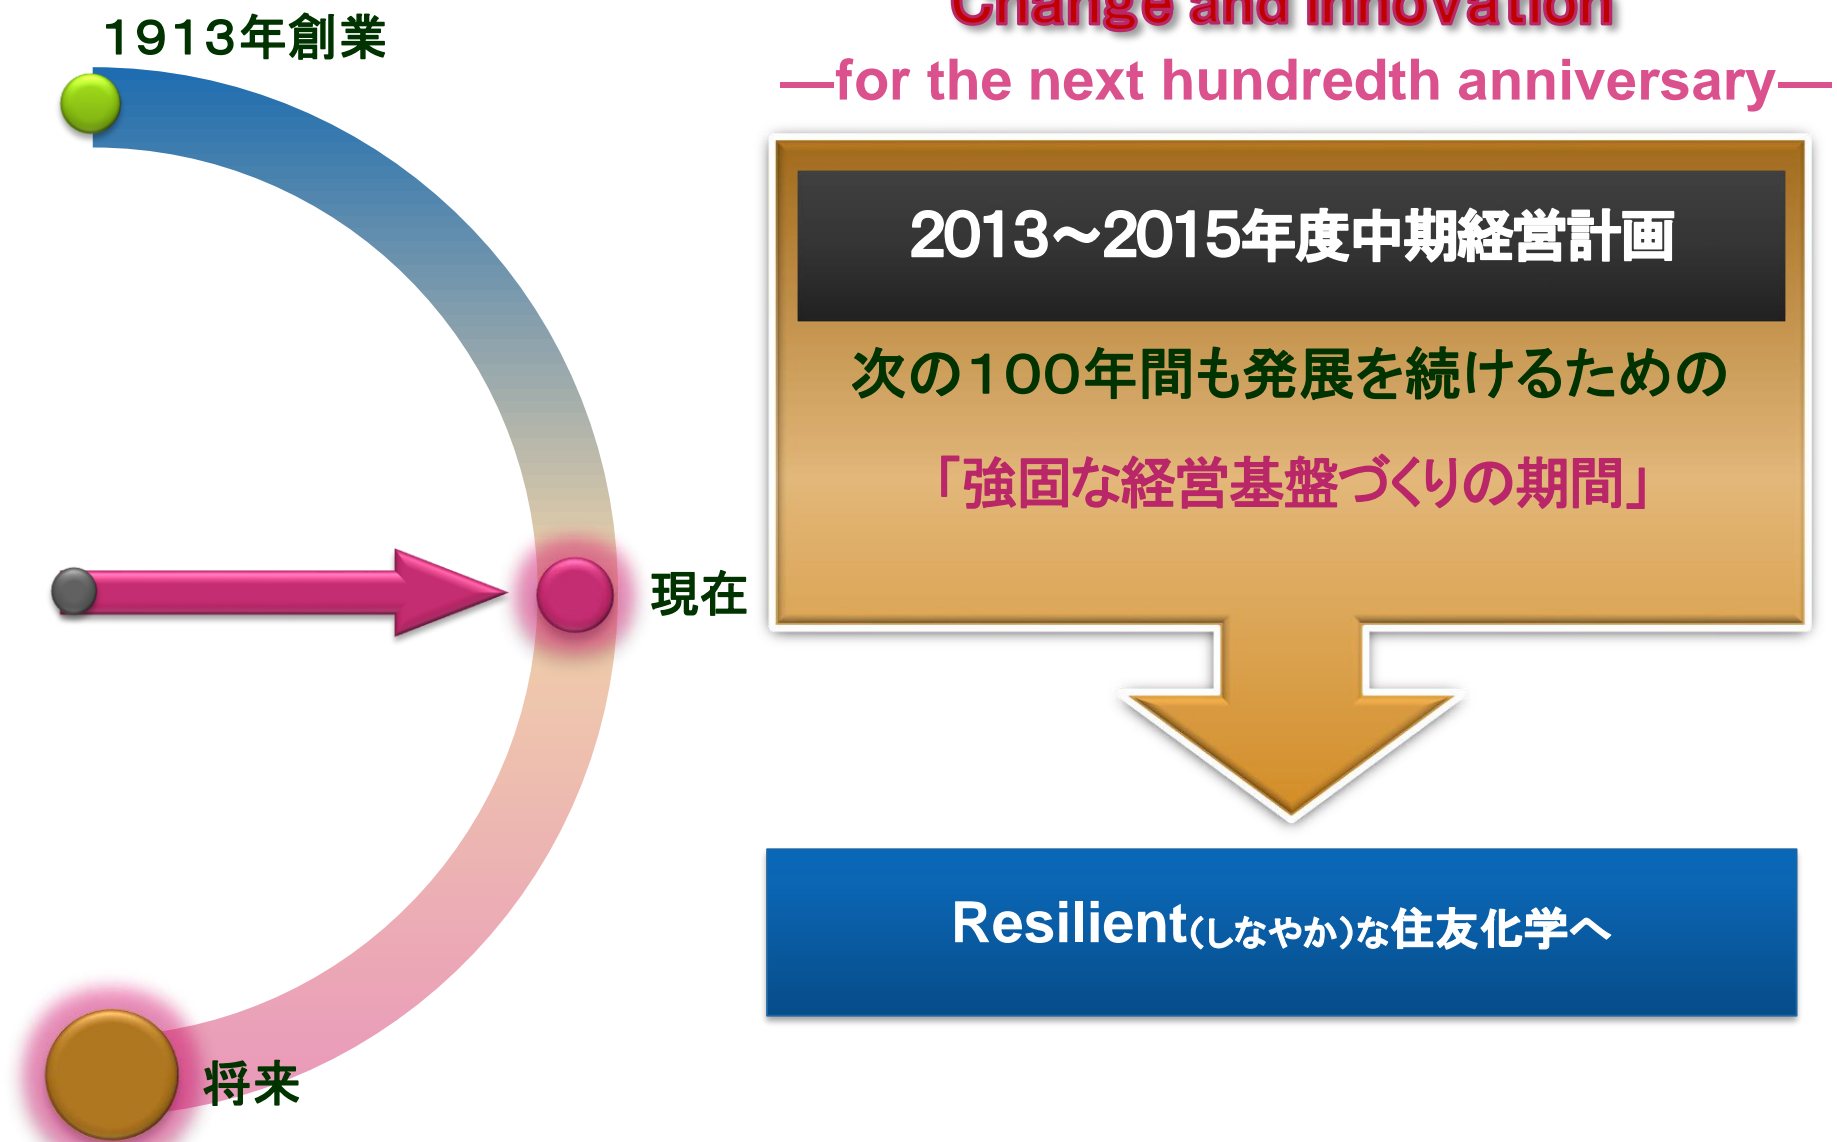 1913年創業
Change and Innovation
—for the next hundredth anniversary—
2013～2015年度中期経営計画
次の100年間も発展を続けるための
「強固な経営基盤づくりの期間」
現在
Resilient(しなやか)な住友化学へ
将来